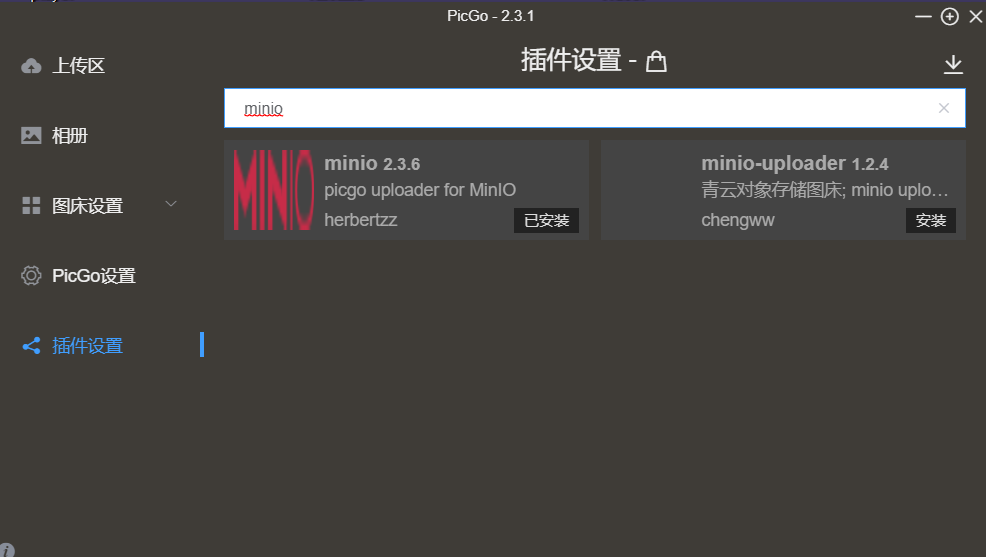 PicGo - 2.3.1
上传区
相册
图床设置
PicGo设置
插件设置
插件设置 -
minio
MINIO
minio 2.3.6
picgo uploader for MinIO
herbertzz
已安装
minio-uploader 1.2.4
青云对象存储图床; minio uplo…
chengww
安装